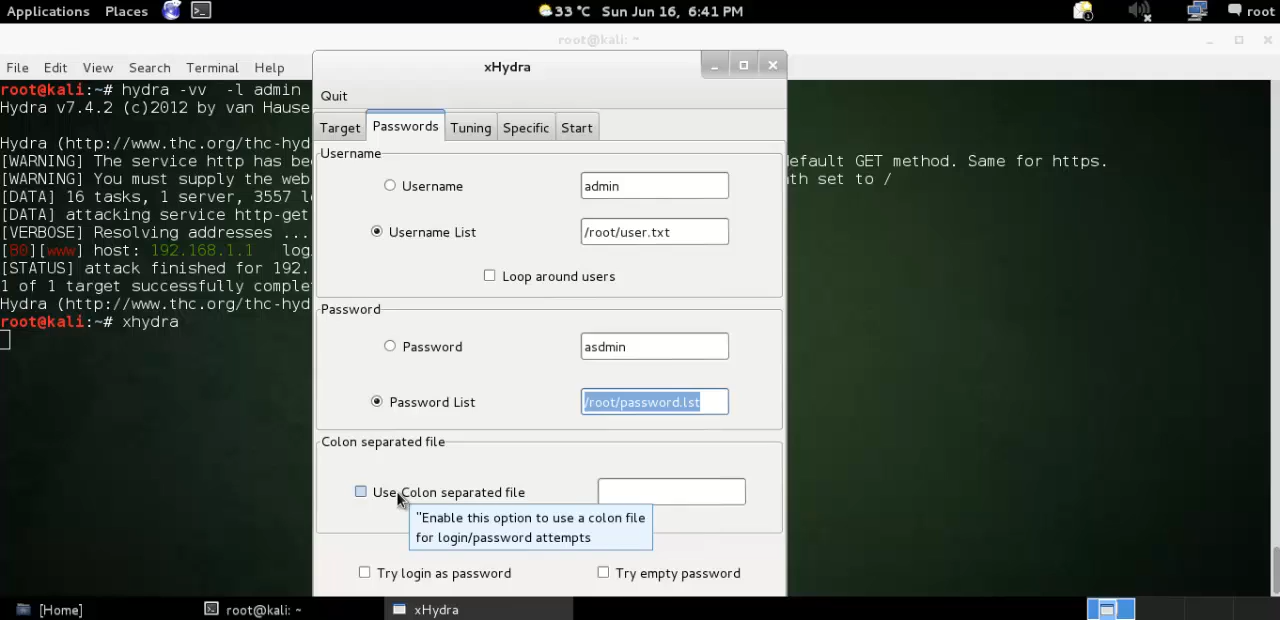 Applications Places 33 °C Sun Jun 16, 6:41 PM root
root@kali: ~
File Edit View Search Terminal Help
xHydra
Quit
Target Passwords Tuning Specific Start
root@kali:~# hydra -vv -l admin
Hydra v7.4.2 (c)2012 by van Hause
Hydra (http://www.thc.org/thc-hyd
[WARNING] The service http has be
default GET method. Same for https.
[WARNING] You must supply the web
th set to /
[DATA] 16 tasks, 1 server, 3557 l
[DATA] attacking service http-get
[VERBOSE] Resolving addresses ...
[80][www] host: 192.168.1.1 log
[STATUS] attack finished for 192.
1 of 1 target successfully comple
Hydra (http://www.thc.org/thc-hyd
root@kali:~# xhydra
Username
Username admin
Username List /root/user.txt
Loop around users
Password
Password asdmin
Password List /root/password.lst
Colon separated file
Use Colon separated file
"Enable this option to use a colon file
for login/password attempts
Try login as password Try empty password
[Home] root@kali: ~ xHydra